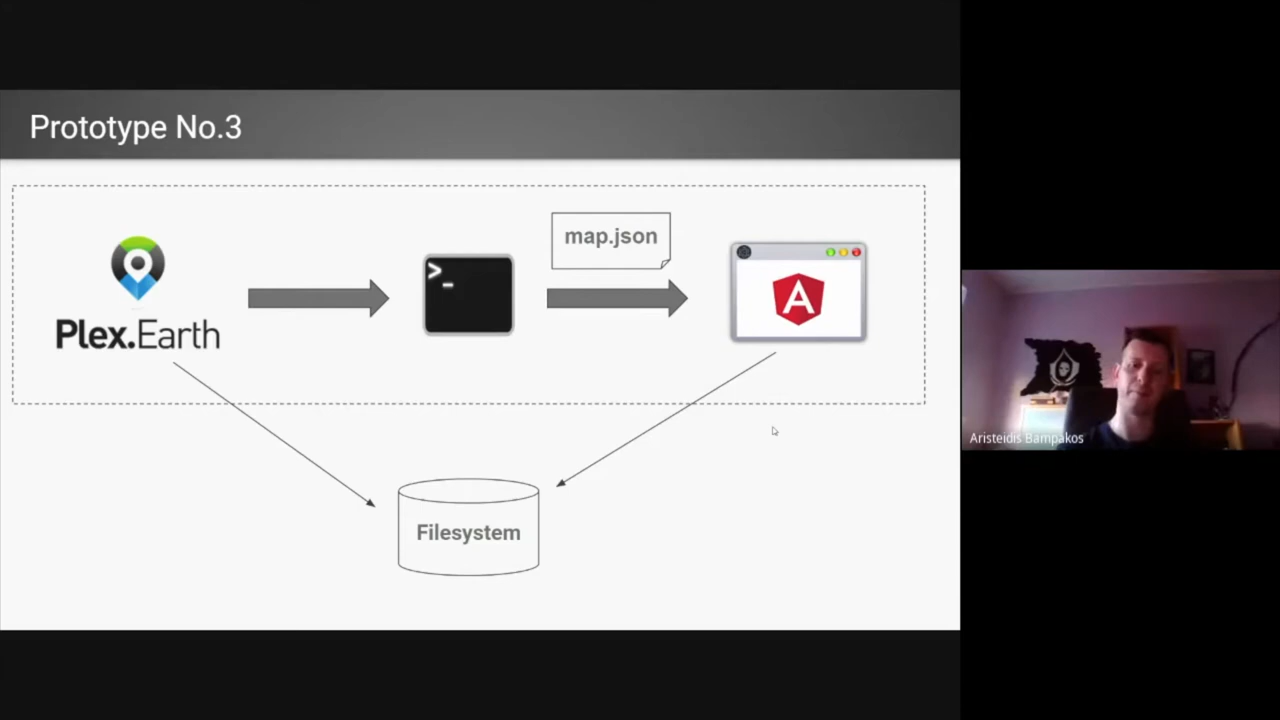 Prototype No.3
map.json
>_
A
Plex.Earth
Filesystem
Aristeidis Bampakos